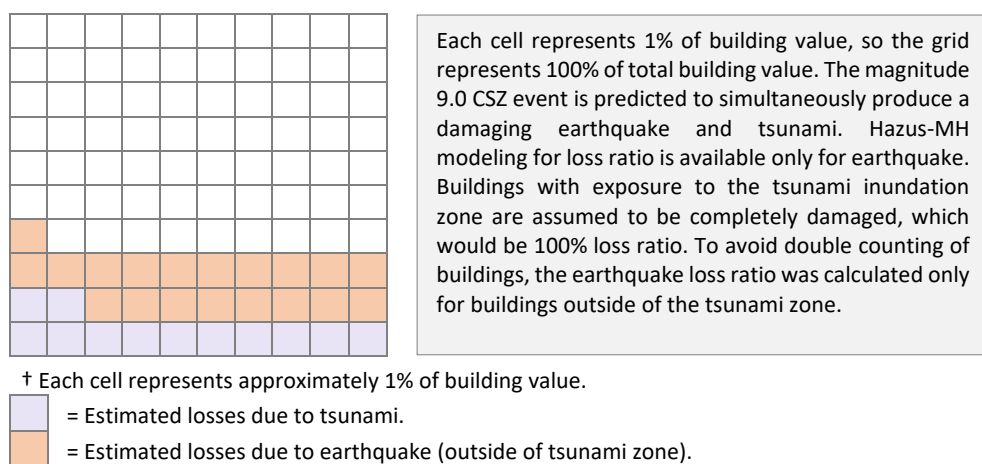 Each cell represents 1% of building value, so the grid
represents 100% of total building value. The magnitude
9.0 CSZ event is predicted to simultaneously produce a
damaging earthquake and tsunami. Hazus-MH
modeling for loss ratio is available only for earthquake.
Buildings with exposure to the tsunami inundation
zone are assumed to be completely damaged, which
would be 100% loss ratio. To avoid double counting of
buildings, the earthquake loss ratio was calculated only
for buildings outside of the tsunami zone.
† Each cell represents approximately 1% of building value.
= Estimated losses due to tsunami.
= Estimated losses due to earthquake (outside of tsunami zone).